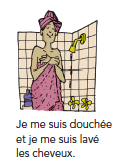 Je me suis douchée
et je me suis lavé
les cheveux.